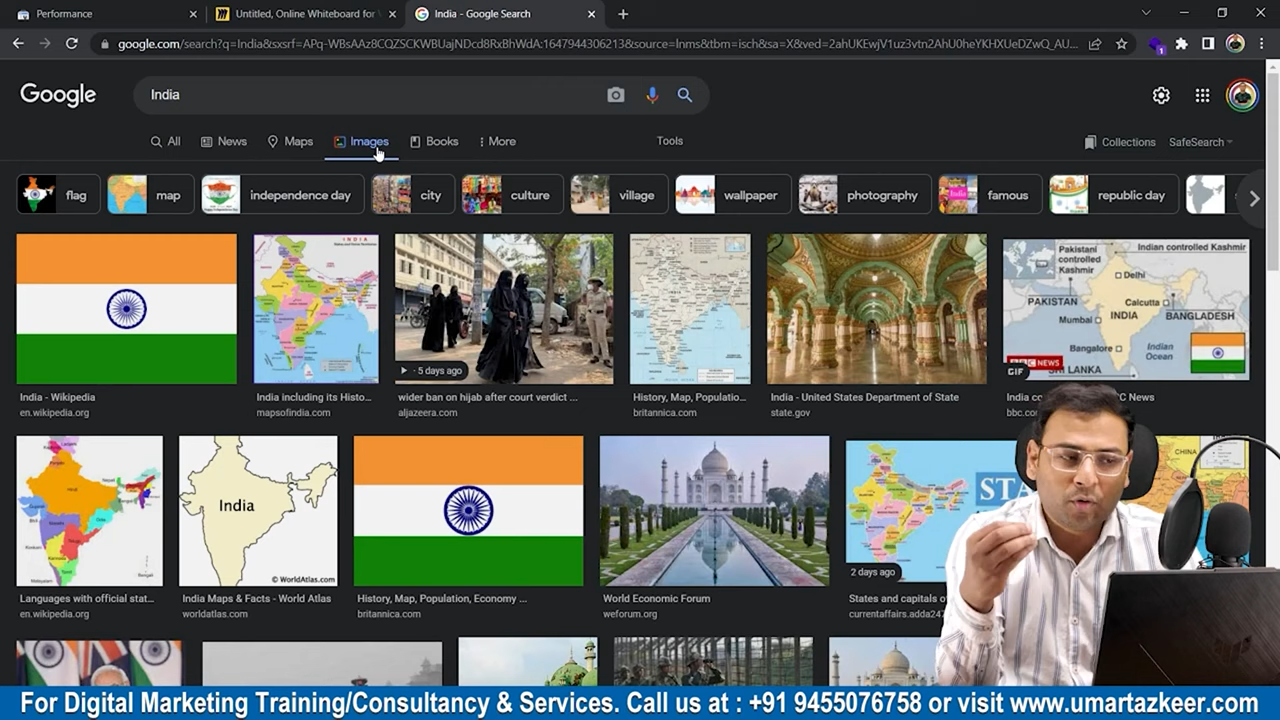 Performance
Untitled, Online Whiteboard for
India - Google Search
google.com/search?q=India&sxsrf=APq-WBsAAz8CQZSCKWBUajNDcd8RxBhWdA:1647944306213&source=lnms&tbm=isch&sa=X&ved=2ahUKEwjV1uz3vtn2AhU0heYKHXUeDZwQ_AU...
1
Google
India
All
News
Maps
Images
Books
More
Tools
Collections
SafeSearch
flag
map
independence day
city
culture
village
wallpaper
photography
famous
republic day
INDIA
Pakistani controlled Kashmir
Indian controlled Kashmir
Delhi
PAKISTAN
Calcutta
Mumbai
INDIA
BANGLADESH
Bangalore
Indian Ocean
BBC NEWS
SRI LANKA
GIF
5 days ago
India - Wikipedia
en.wikipedia.org
India including its Histo...
mapsofindia.com
wider ban on hijab after court verdict ...
aljazeera.com
History, Map, Populatio...
britannica.com
India - United States Department of State
state.gov
News
India
© WorldAtlas.com
CHINA
2 days ago
Languages with official stat...
en.wikipedia.org
India Maps & Facts - World Atlas
worldatlas.com
History, Map, Population, Economy ...
britannica.com
World Economic Forum
weforum.org
States and capitals o
currentaffairs.adda247
For Digital Marketing Training/Consultancy & Services. Call us at : +91 9455076758 or visit www.umartazkeer.com